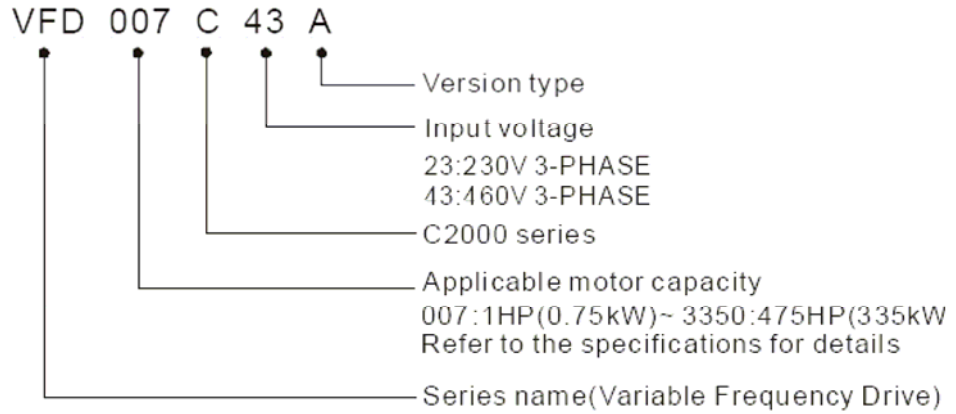 VFD 007 C 43 A
Version type
Input voltage
23:230V 3-PHASE
43:460V 3-PHASE
C2000 series
Applicable motor capacity
007:1HP(0.75kW)~ 3350:475HP(335kW
Refer to the specifications for details
Series name(Variable Frequency Drive)